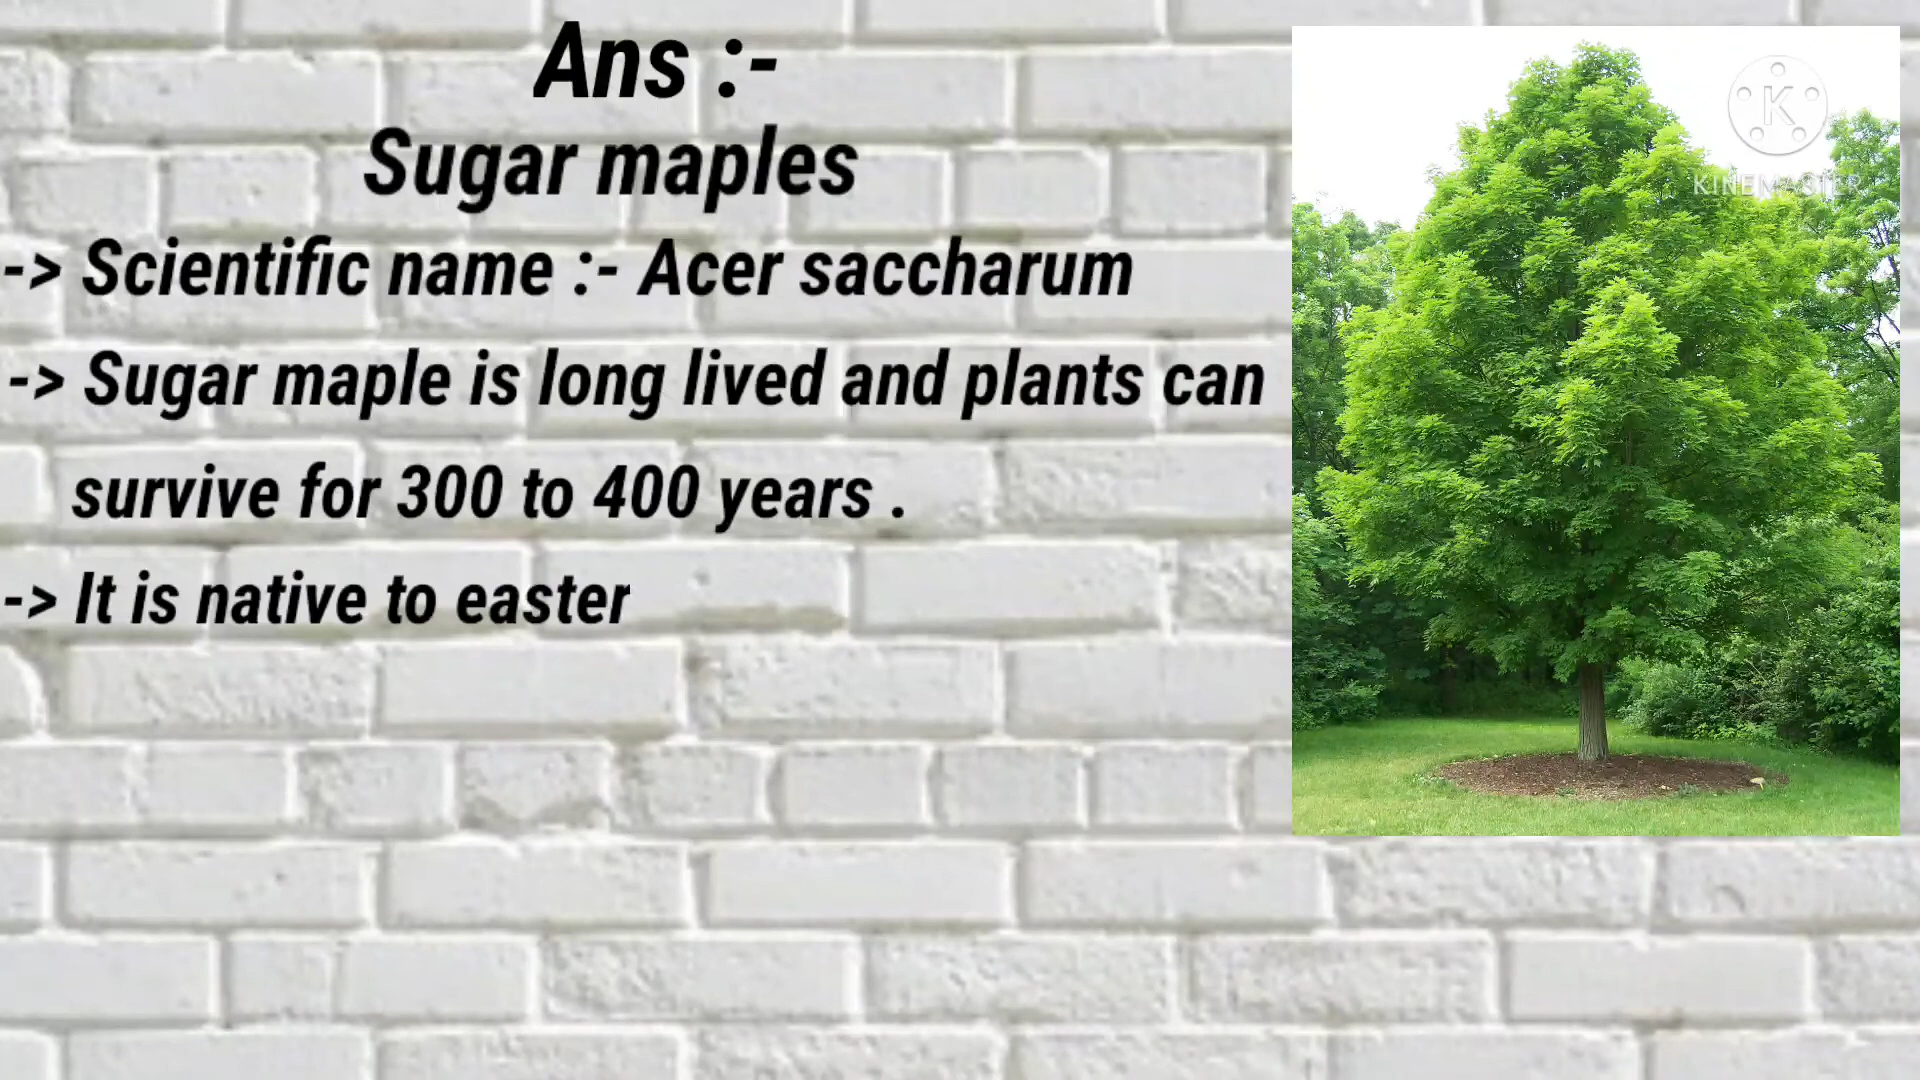 Ans :-
Sugar maples
-> Scientific name :- Acer saccharum
-> Sugar maple is long lived and plants can
survive for 300 to 400 years .
-> It is native to easter
K
KINEMASTER